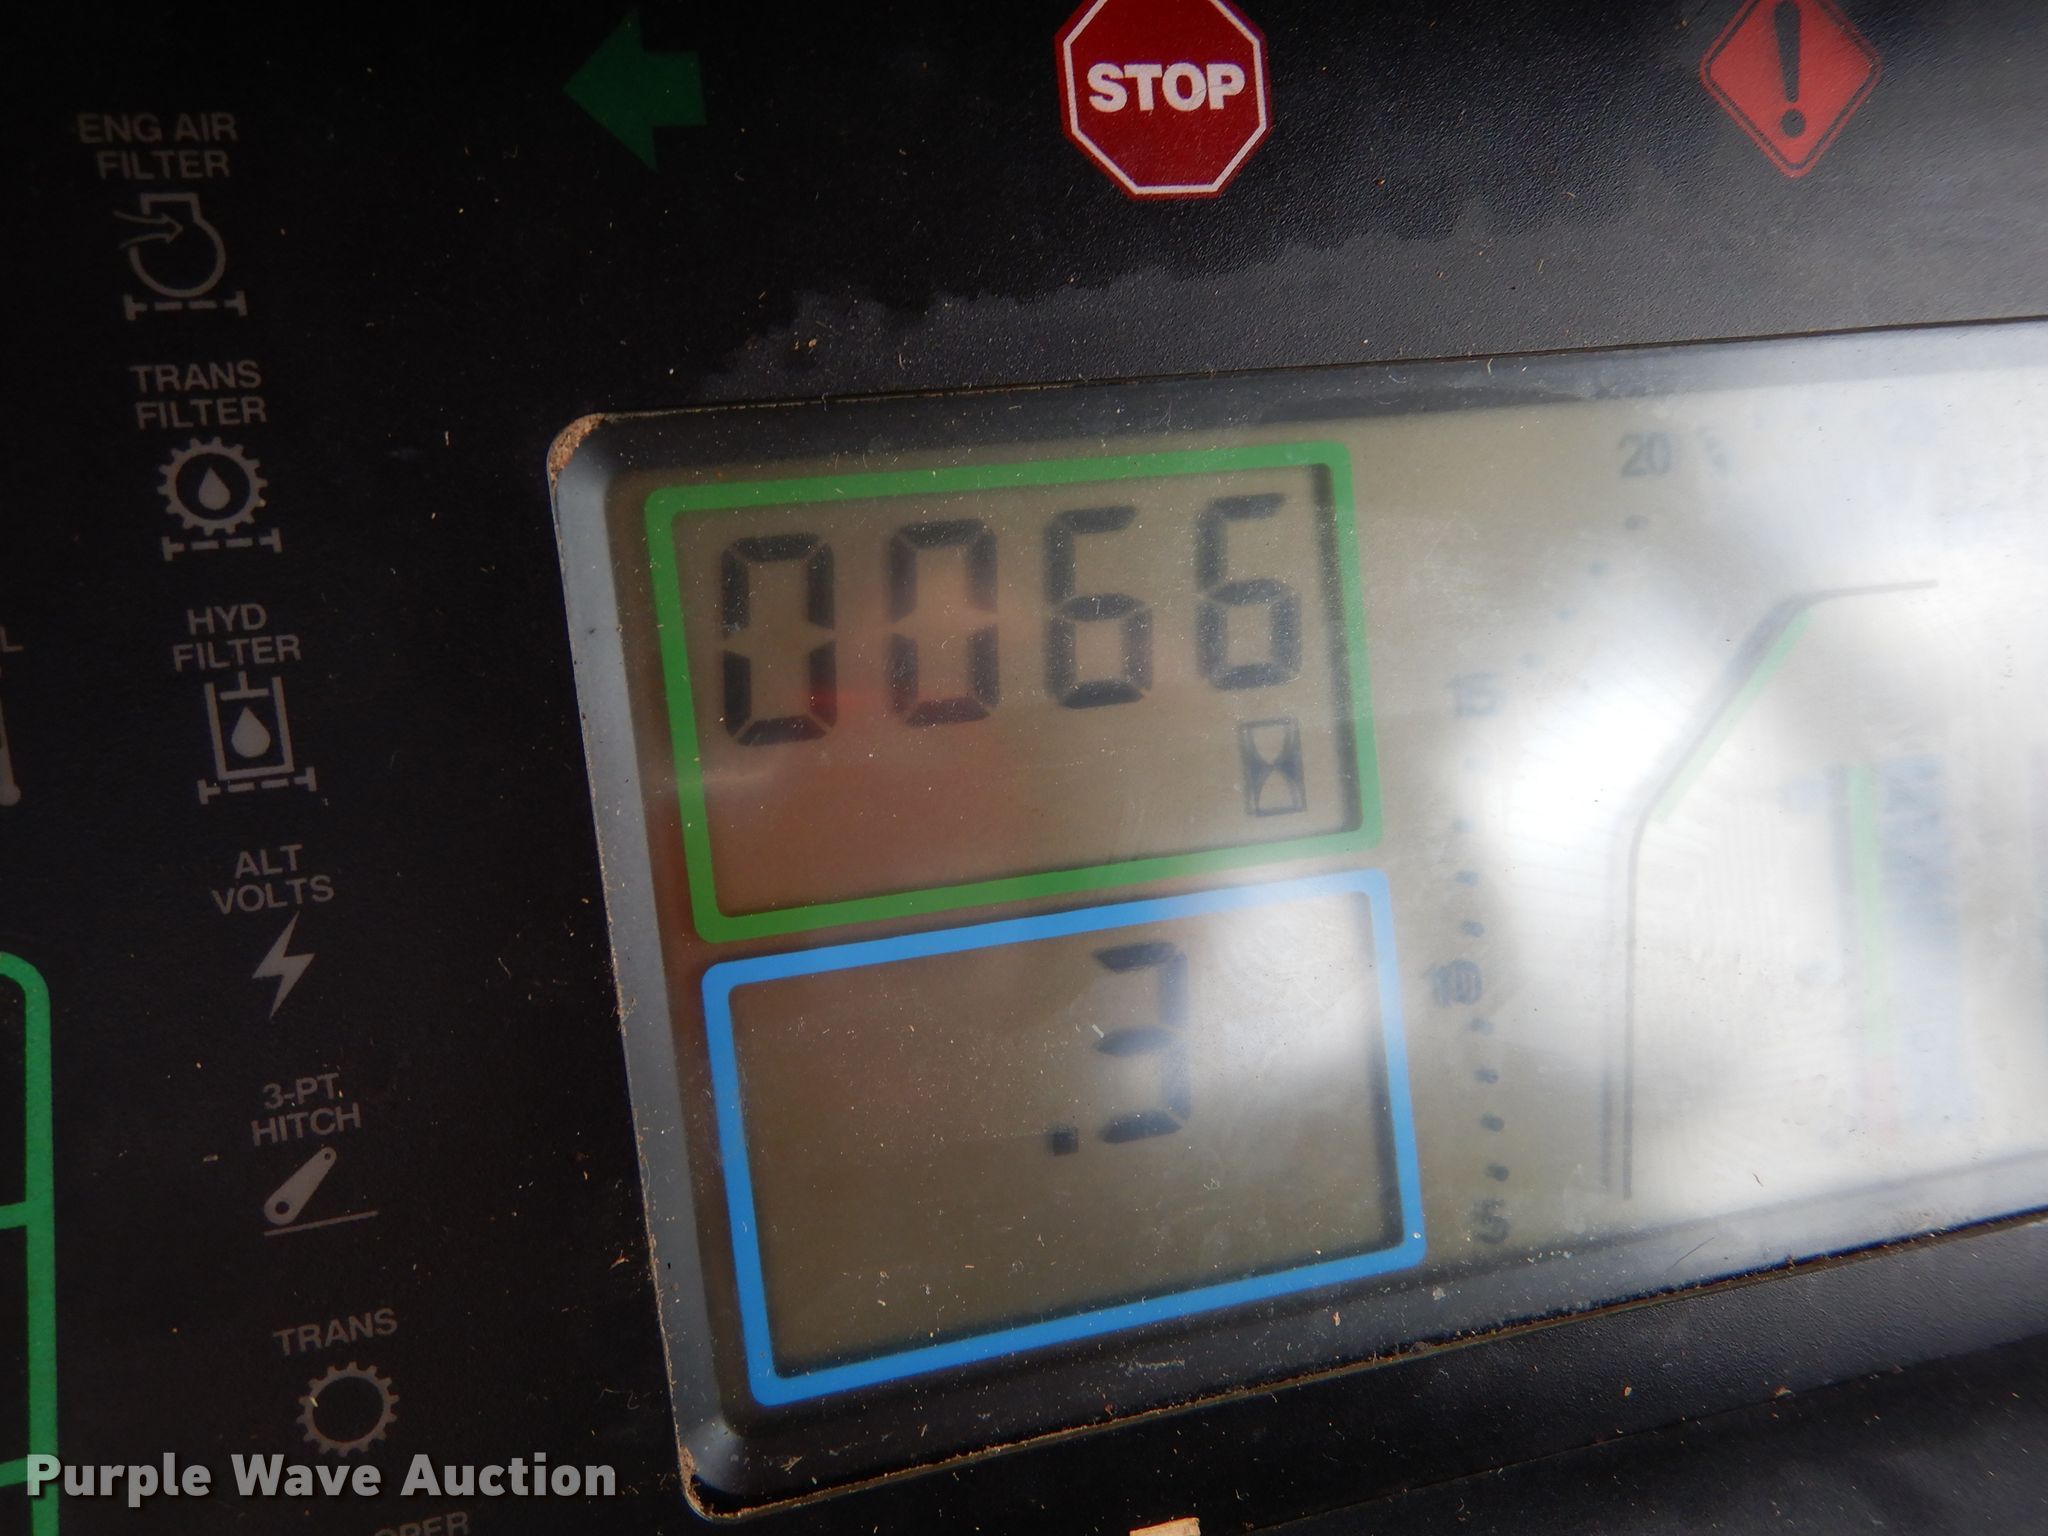 STOP
ENG AIR
FILTER
TRANS
FILTER
HYD
FILTER
ALT
VOLTS
3-PT
HITCH
TRANS
0066
.3
20
15
10
5
L
OPER
Purple Wave Auction